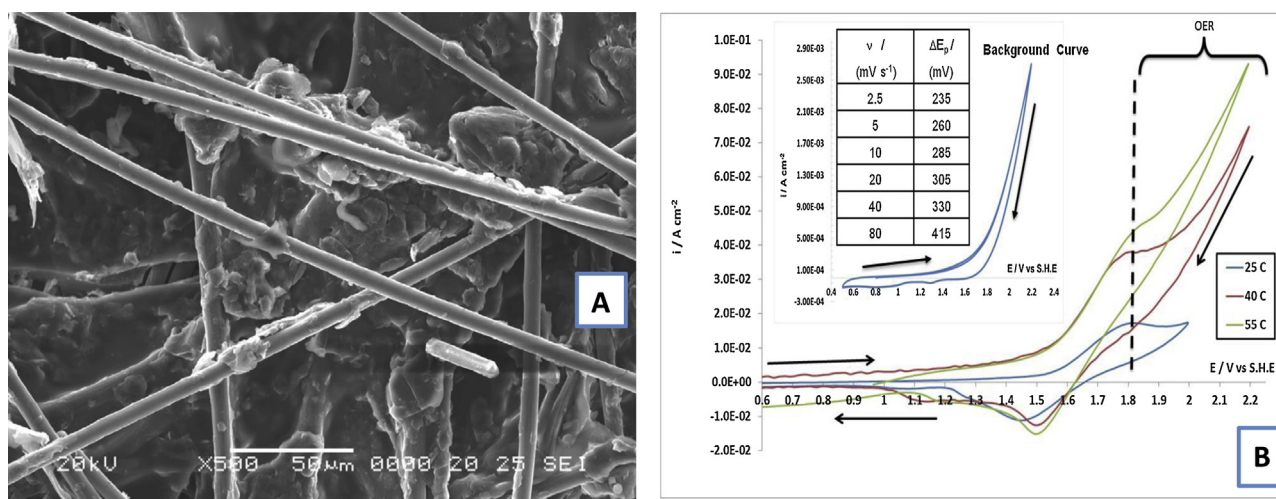 A
20kV X500 50µm 0000 20 25 SEI
OER
i / A cm⁻²
1.0E-01
9.0E-02
8.0E-02
7.0E-02
6.0E-02
5.0E-02
4.0E-02
3.0E-02
2.0E-02
1.0E-02
0.0E+00
-1.0E-02
-2.0E-02
0.6 0.7 0.8 0.9 1 1.1 1.2 1.3 1.4 1.5 1.6 1.7 1.8 1.9 2 2.1 2.2
E / V vs S.H.E
Background Curve
i / A cm⁻²
2.90E-03
2.50E-03
2.10E-03
1.70E-03
1.30E-03
9.00E-04
5.00E-04
1.00E-04
-3.00E-04
0.4 0.6 0.8 1 1.2 1.4 1.6 1.8 2 2.2 2.4
E / V vs S.H.E
ν / (mV s⁻¹) ΔEp / (mV)
2.5 235
5 260
10 285
20 305
40 330
80 415
25 C
40 C
55 C
B